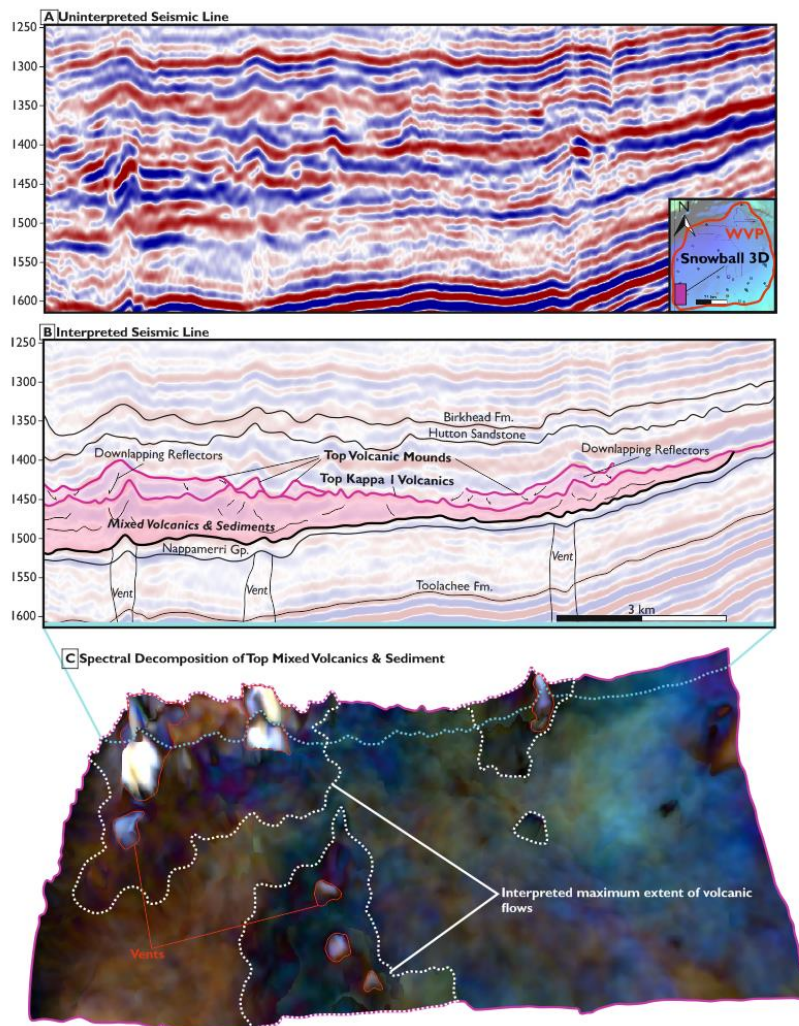 A Uninterpreted Seismic Line
1250
1300
1350
1400
1450
1500
1550
1600
N
WVP
Snowball 3D
B Interpreted Seismic Line
1250
1300
1350
1400
1450
1500
1550
1600
Birkhead Fm.
Hutton Sandstone
Downlapping Reflectors
Top Volcanic Mounds
Downlapping Reflectors
Top Kappa 1 Volcanics
Mixed Volcanics & Sediments
Nappamerri Gp.
Vent
Vent
Vent
Toolachee Fm.
3 km
C Spectral Decomposition of Top Mixed Volcanics & Sediment
Interpreted maximum extent of volcanic
flows
Vents